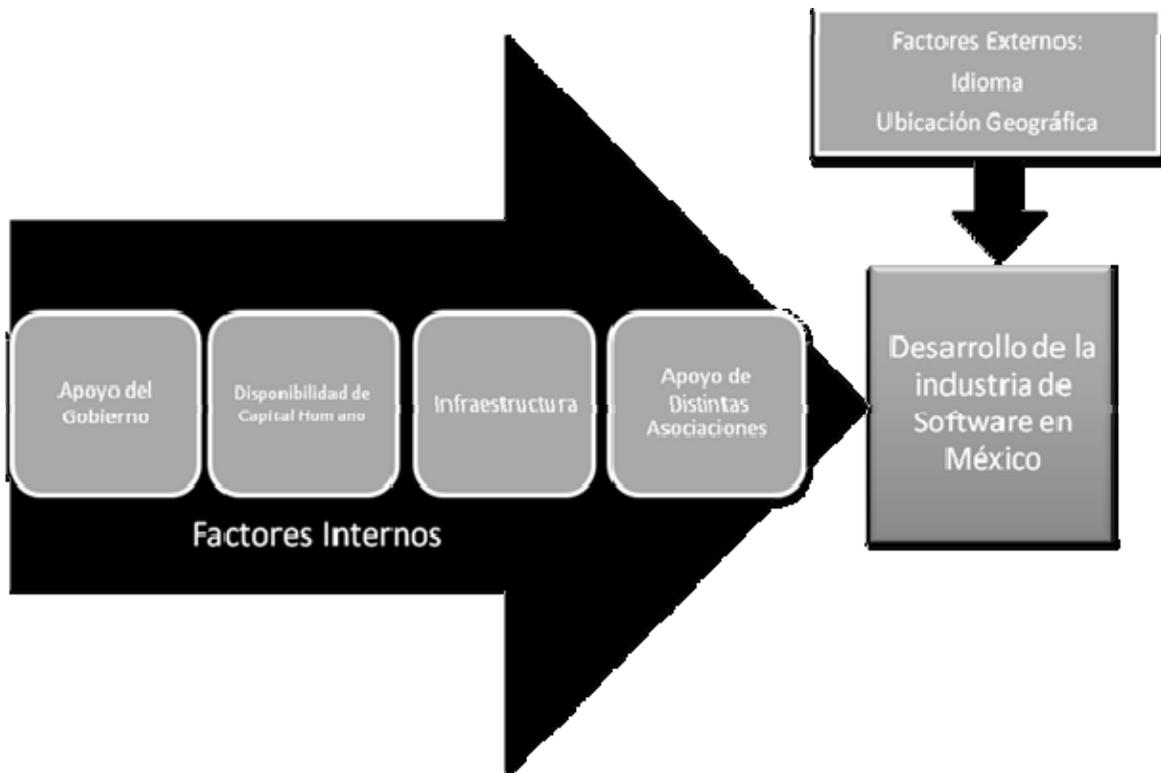 Factores Externos:
Idioma
Ubicación Geográfica
Apoyo del
Gobierno
Disponibilidad de
Capital Humano
Infraestructura
Apoyo de
Distintas
Asociaciones
Desarrollo de la
industria de
Software en
México
Factores Internos